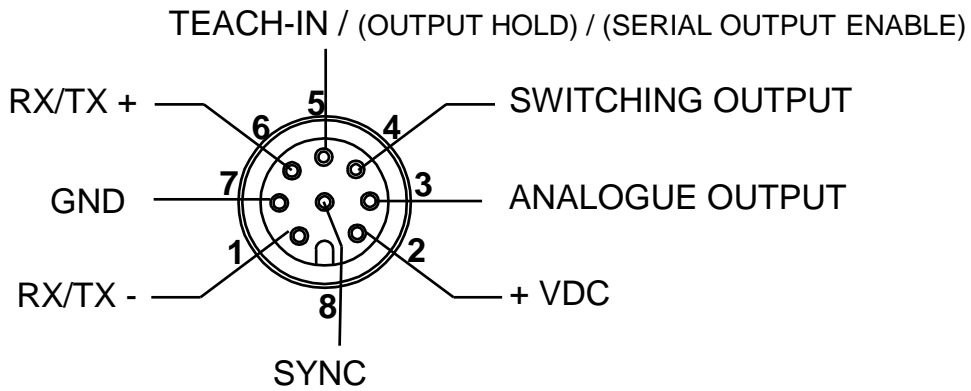 TEACH-IN / (OUTPUT HOLD) / (SERIAL OUTPUT ENABLE)
RX/TX +
5
SWITCHING OUTPUT
6
4
GND
7
3
ANALOGUE OUTPUT
1
2
RX/TX -
8
+ VDC
SYNC